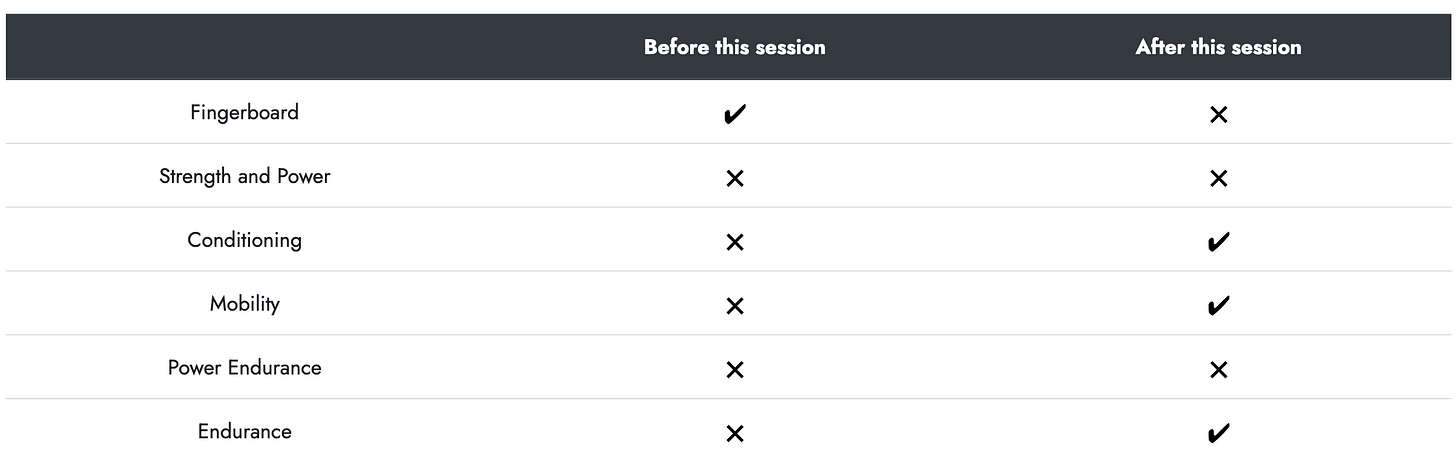 Before this session After this session
Fingerboard ✔ ✕
Strength and Power ✕ ✕
Conditioning ✕ ✔
Mobility ✕ ✔
Power Endurance ✕ ✕
Endurance ✕ ✔